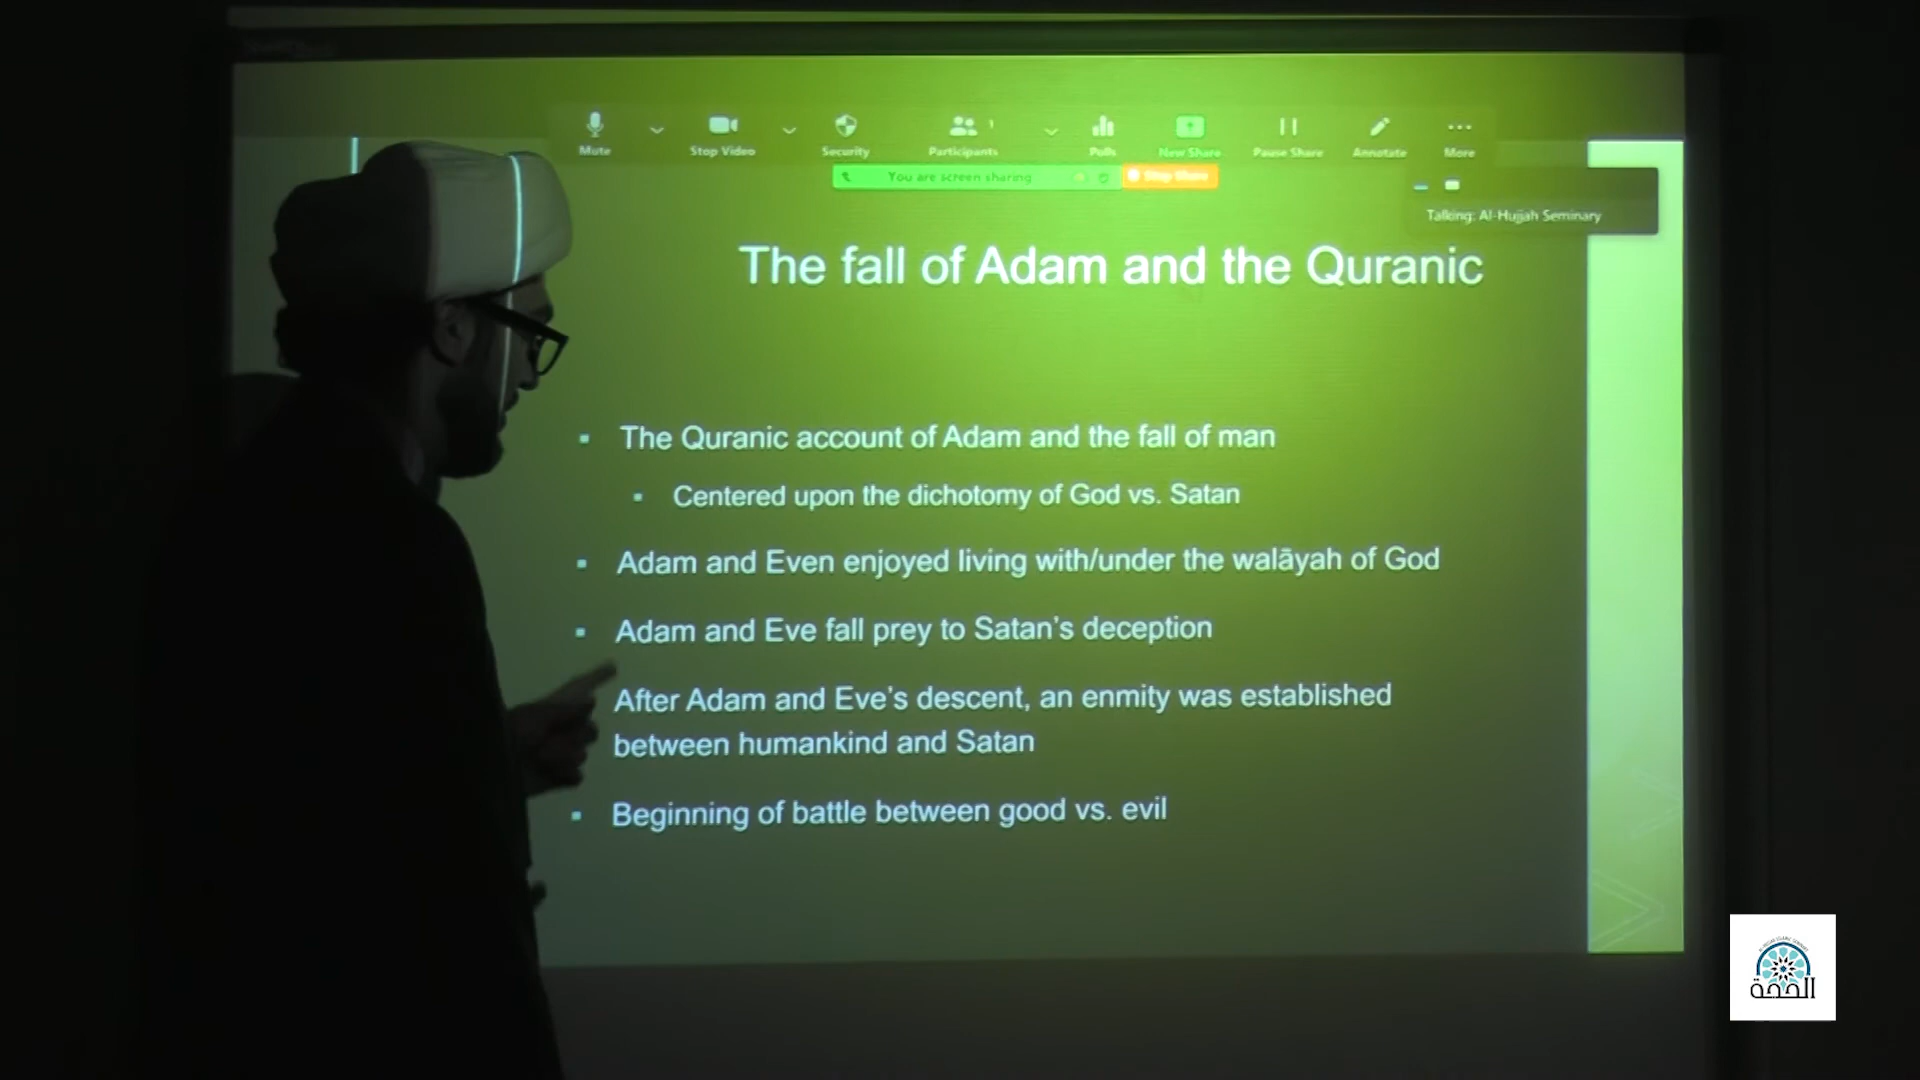 Mute
Stop Video
Security
Participants
1
Polls
New Share
Pause Share
Annotate
More
You are screen sharing
Stop Share
Talking: Al-Hujjah Seminary
The fall of Adam and the Quranic
▪ The Quranic account of Adam and the fall of man
▪ Centered upon the dichotomy of God vs. Satan
▪ Adam and Even enjoyed living with/under the walāyah of God
▪ Adam and Eve fall prey to Satan's deception
After Adam and Eve's descent, an enmity was established
between humankind and Satan
▪ Beginning of battle between good vs. evil
الحجة